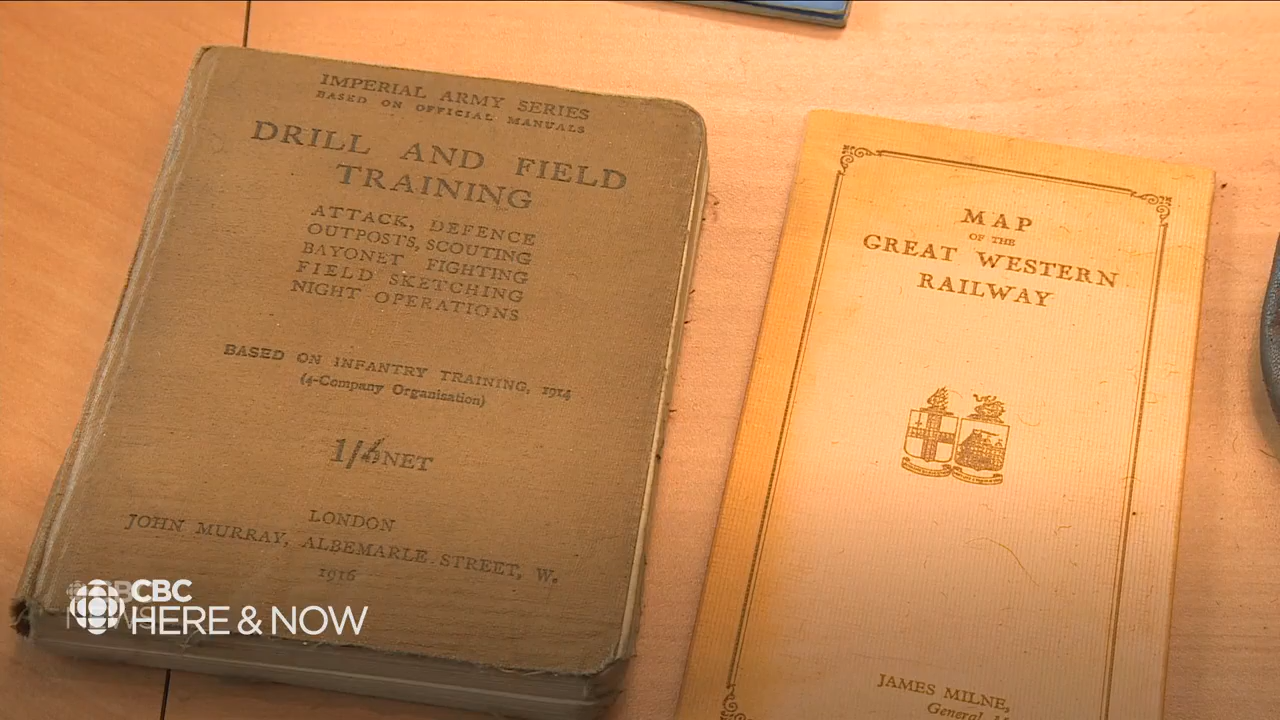 IMPERIAL ARMY SERIES
BASED ON OFFICIAL MANUALS
DRILL AND FIELD
TRAINING
ATTACK, DEFENCE
OUTPOSTS, SCOUTING
BAYONET FIGHTING
FIELD SKETCHING
NIGHT OPERATIONS
BASED ON INFANTRY TRAINING, 1914
(4-Company Organisation)
1/6 NET
LONDON
JOHN MURRAY, ALBEMARLE STREET, W.
1916
MAP
OF THE
GREAT WESTERN
RAILWAY
JAMES MILNE,
General
CBC
HERE & NOW